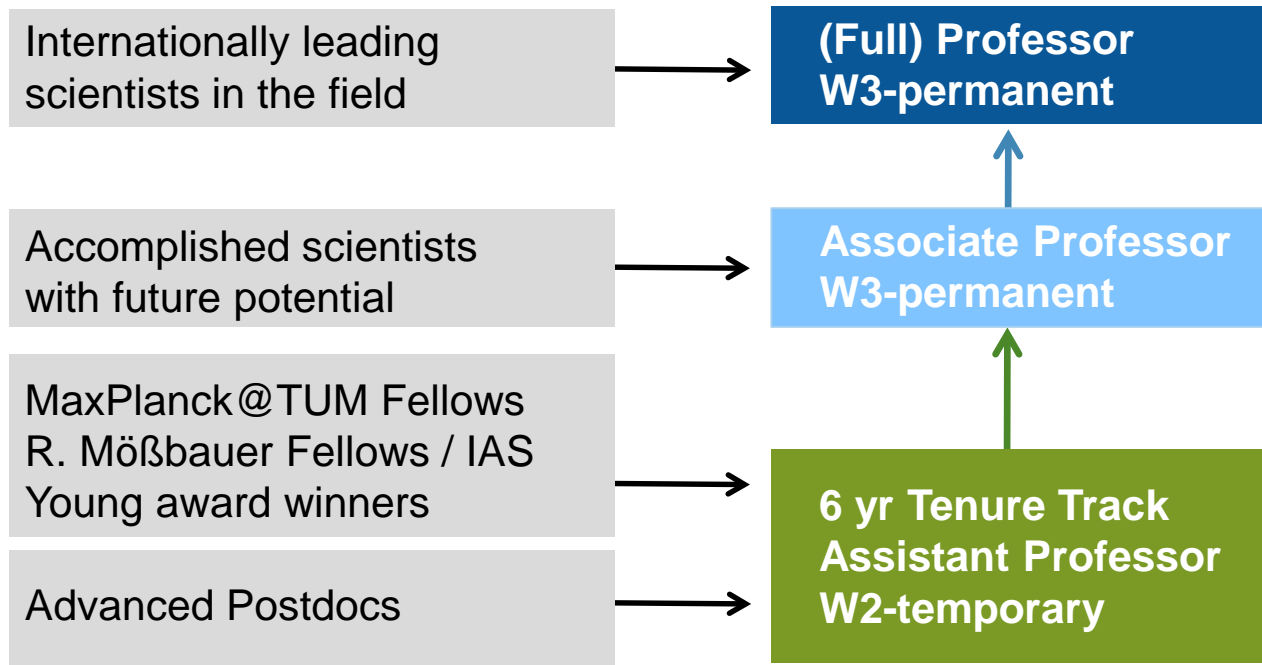 Internationally leading
scientists in the field
(Full) Professor
W3-permanent
Accomplished scientists
with future potential
Associate Professor
W3-permanent
MaxPlanck@TUM Fellows
R. Mößbauer Fellows / IAS
Young award winners
6 yr Tenure Track
Assistant Professor
W2-temporary
Advanced Postdocs